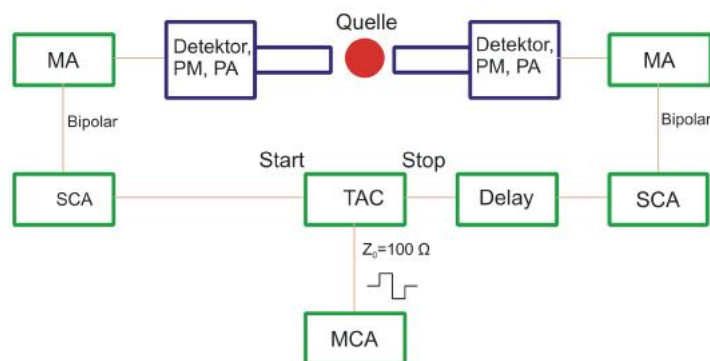 Quelle
MA
Detektor,
PM, PA
Detektor,
PM, PA
MA
Bipolar
Bipolar
Start
Stop
SCA
TAC
Delay
SCA
Z₀=100 Ω
MCA